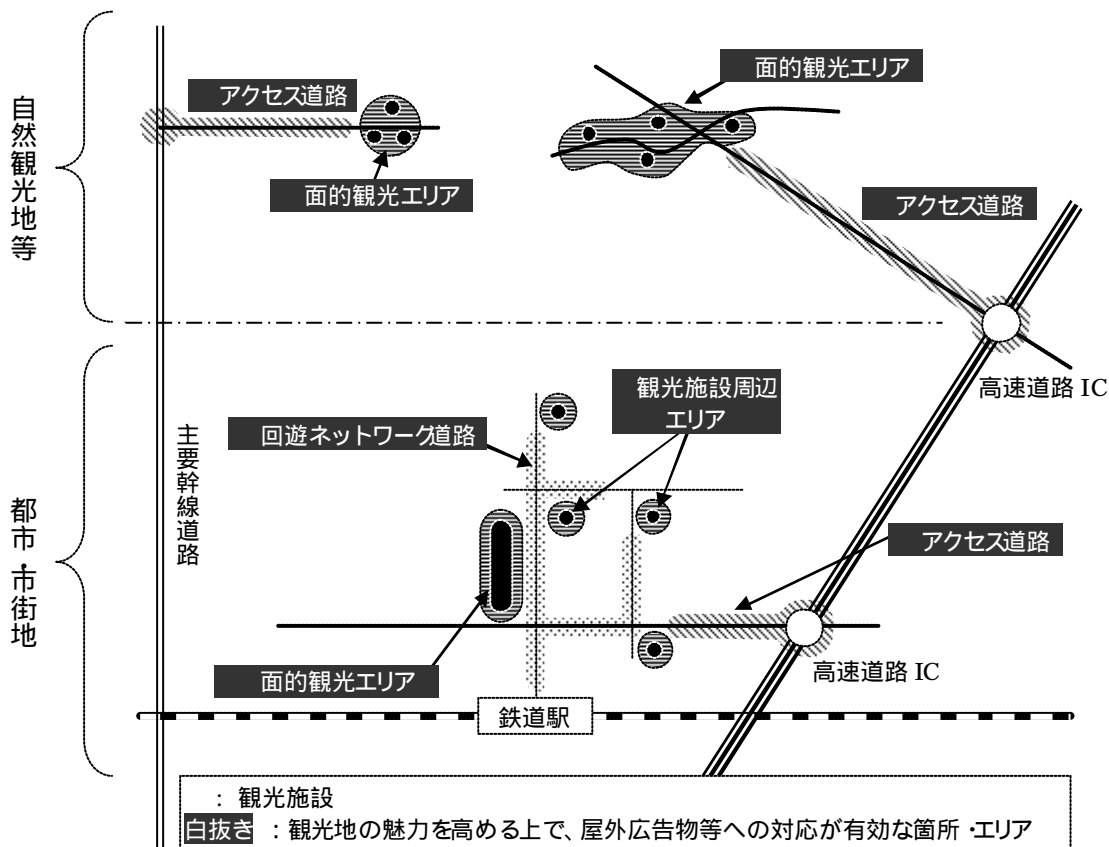 自然観光地等
アクセス道路
面的観光エリア
面的観光エリア
アクセス道路
高速道路 IC
都市・市街地
主要幹線道路
回遊ネットワーク道路
観光施設周辺
エリア
アクセス道路
面的観光エリア
高速道路 IC
鉄道駅
： 観光施設
白抜き ： 観光地の魅力を高める上で、屋外広告物等への対応が有効な箇所・エリア